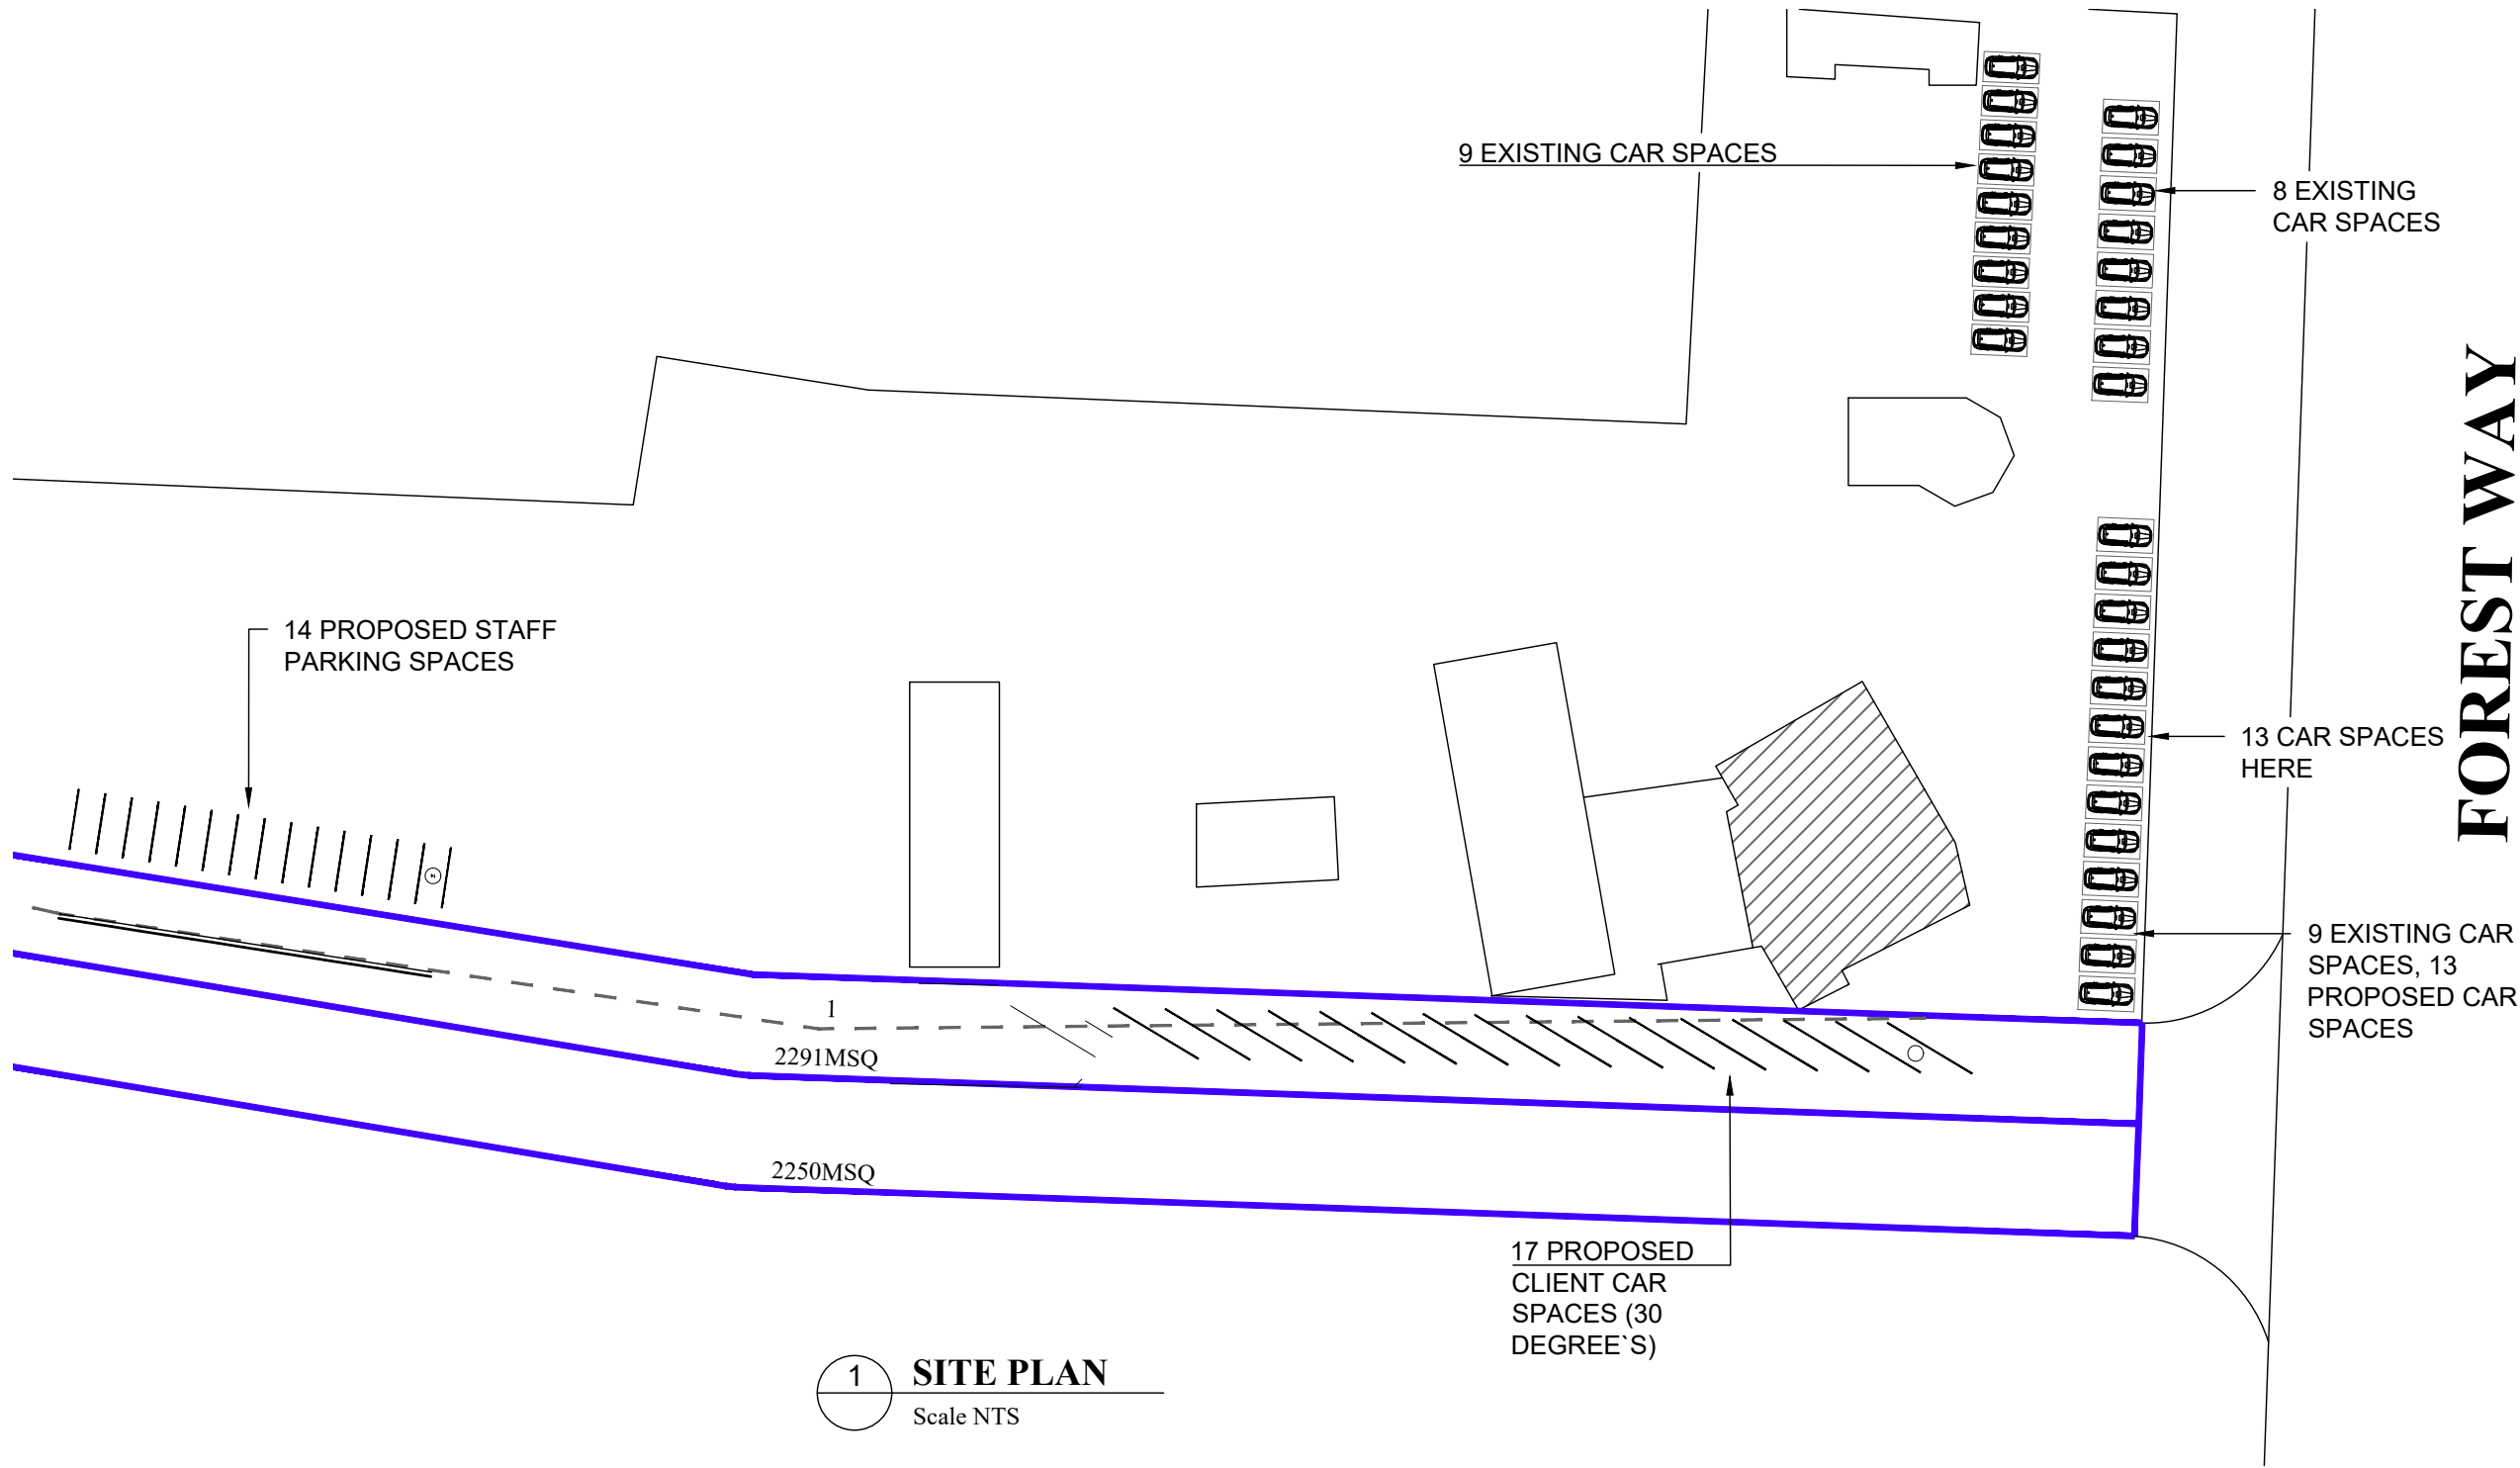 9 EXISTING CAR SPACES
8 EXISTING
CAR SPACES
FOREST WAY
14 PROPOSED STAFF
PARKING SPACES
13 CAR SPACES
HERE
9 EXISTING CAR
SPACES, 13
PROPOSED CAR
SPACES
1
2291MSQ
2250MSQ
17 PROPOSED
CLIENT CAR
SPACES (30
DEGREE`S)
1
SITE PLAN
Scale NTS